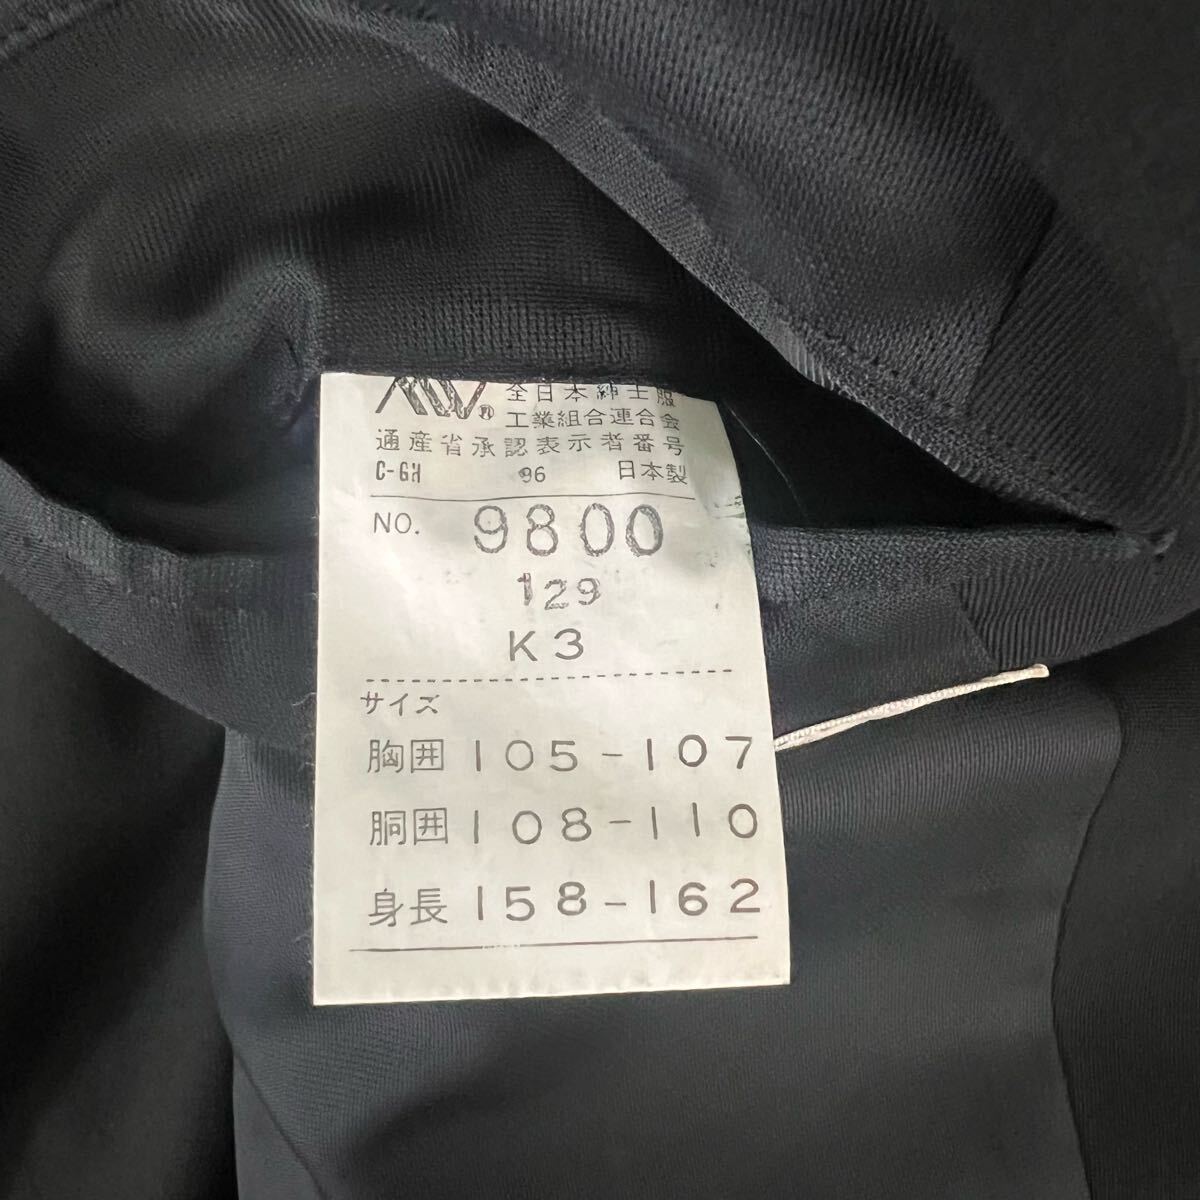 全日本紳士服
工業組合連合会
通産省承認表示者番号
C-GH 96 日本製
NO. 9800
129
K3
サイズ
胸囲 105-107
胴囲 108-110
身長 158-162